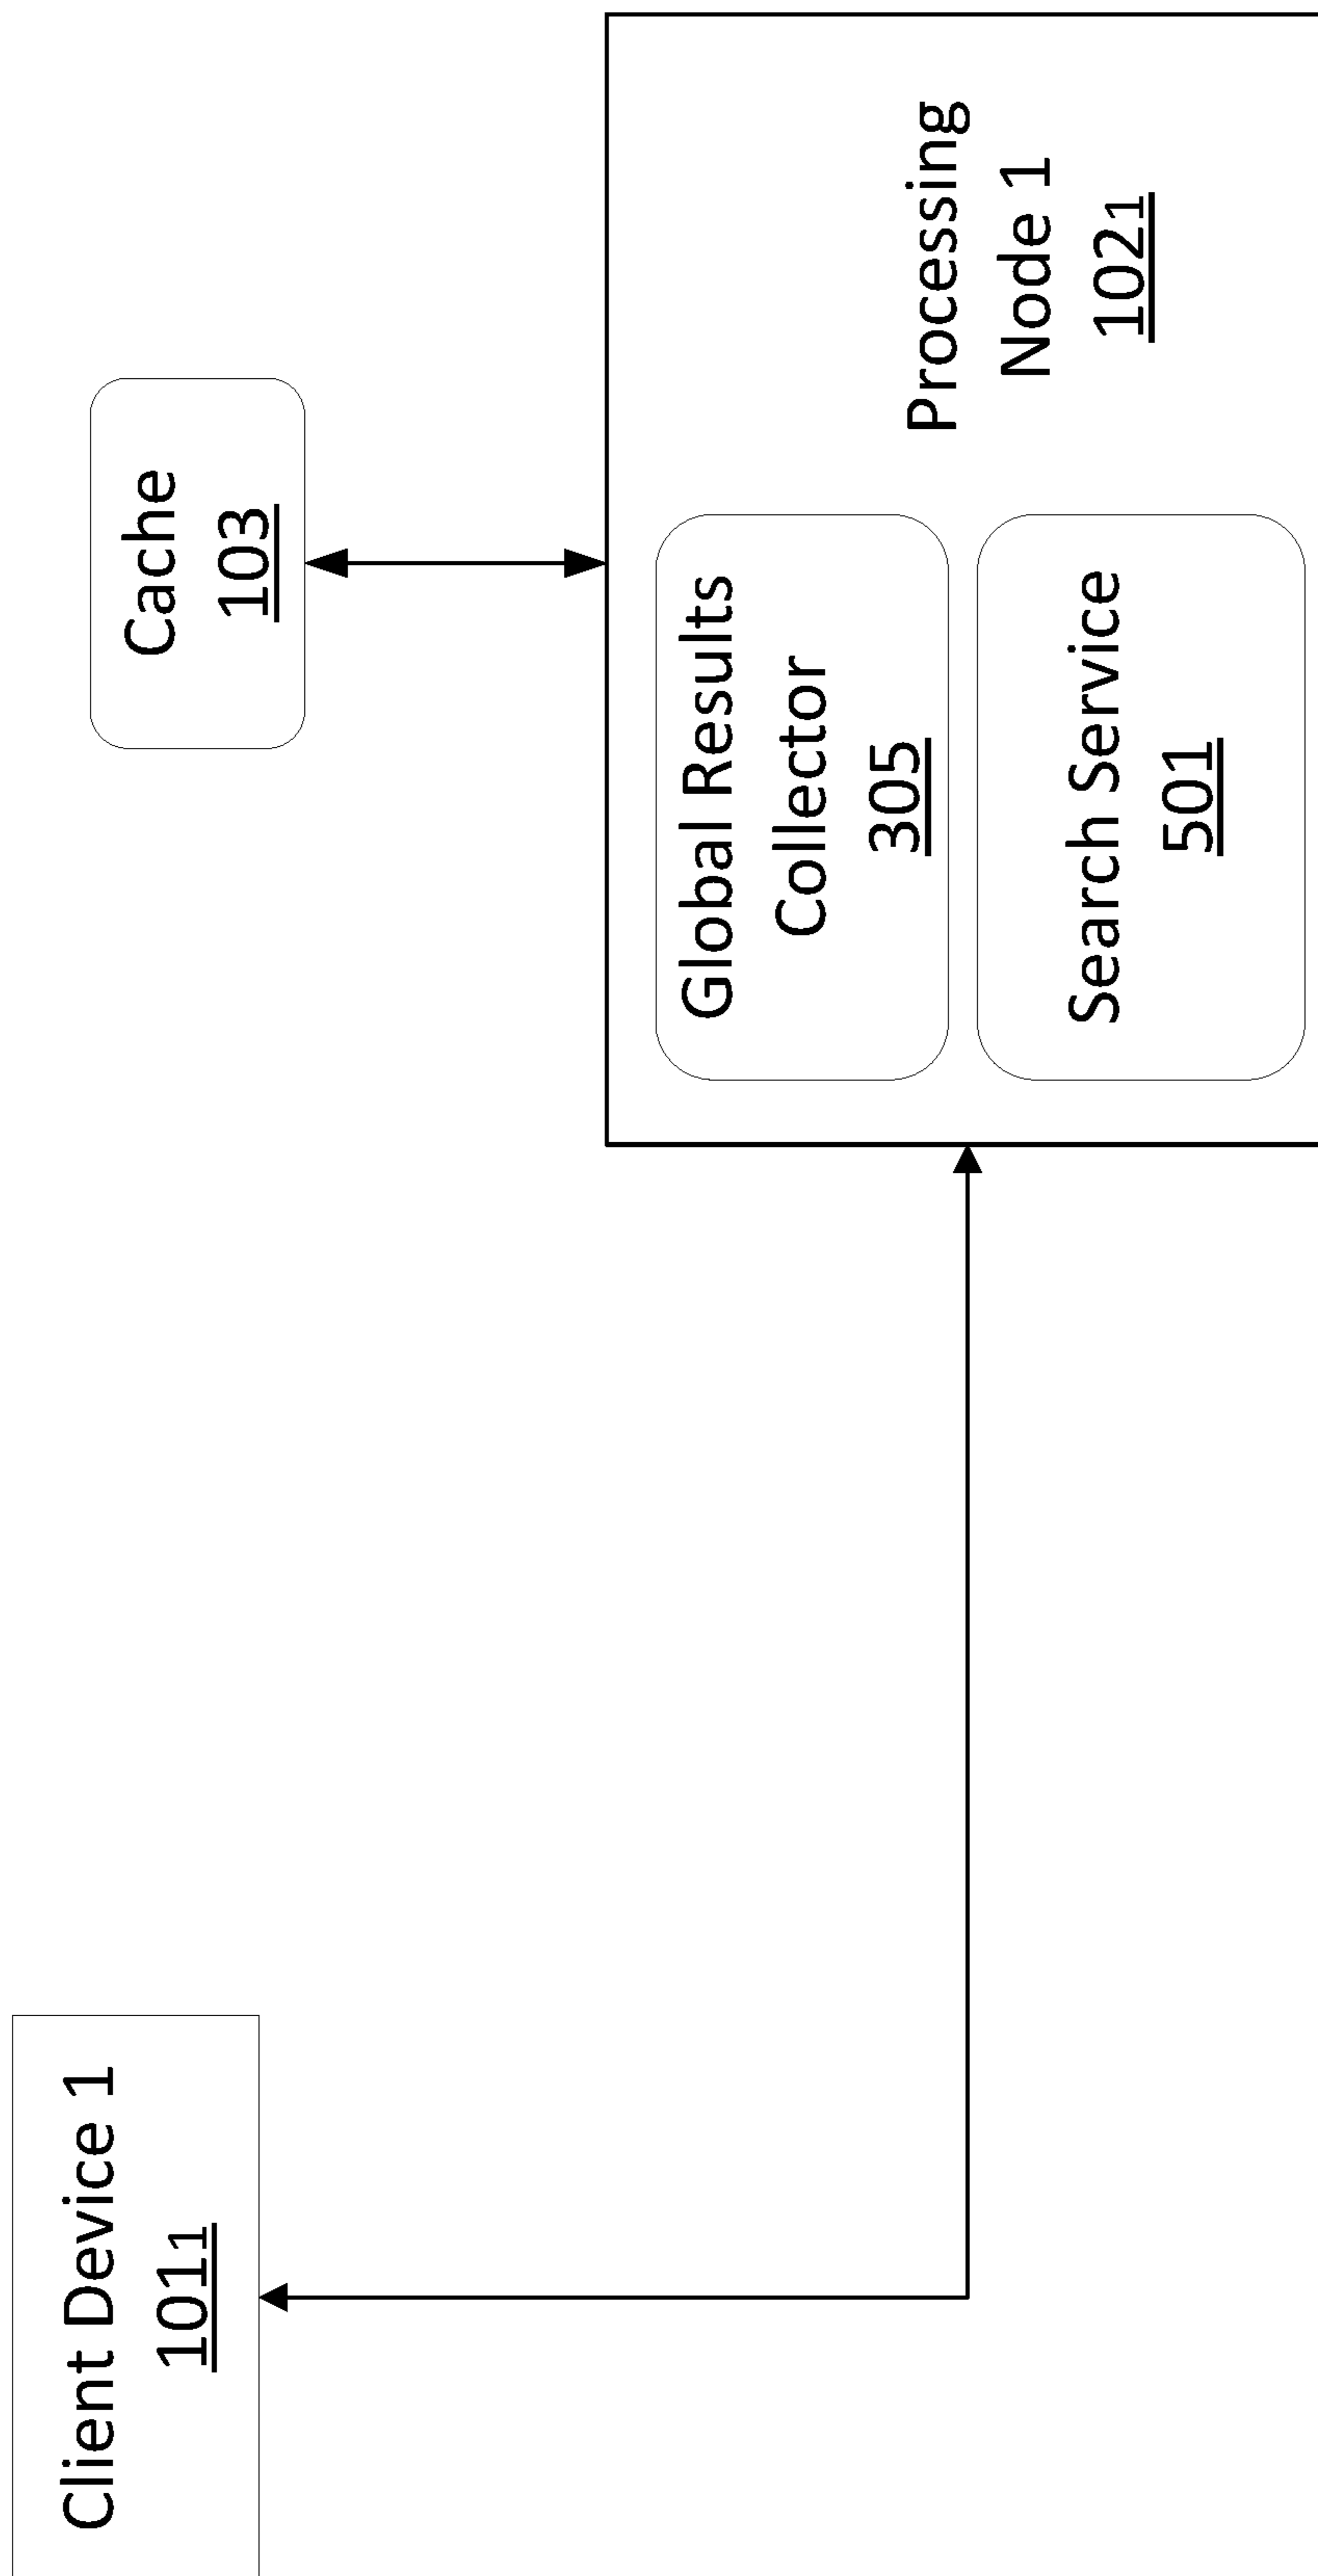 Client Device 1
101₁
Cache
103
Global Results
Collector
305
Search Service
501
Processing
Node 1
102₁